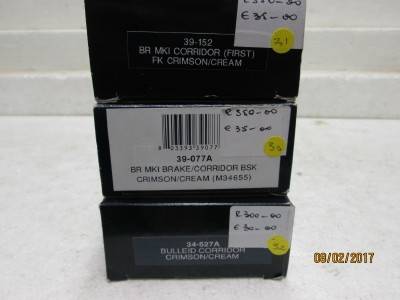 £35-00
31
39-152
BR MKI CORRIDOR (FIRST)
FK CRIMSON/CREAM
R350-00
£35-00
39-077A
BR MKI BRAKE/CORRIDOR BSK
CRIMSON/CREAM (M34655)
R300-00
£30-00
34-527A
BULLEID CORRIDOR
CRIMSON/CREAM
09/02/2017